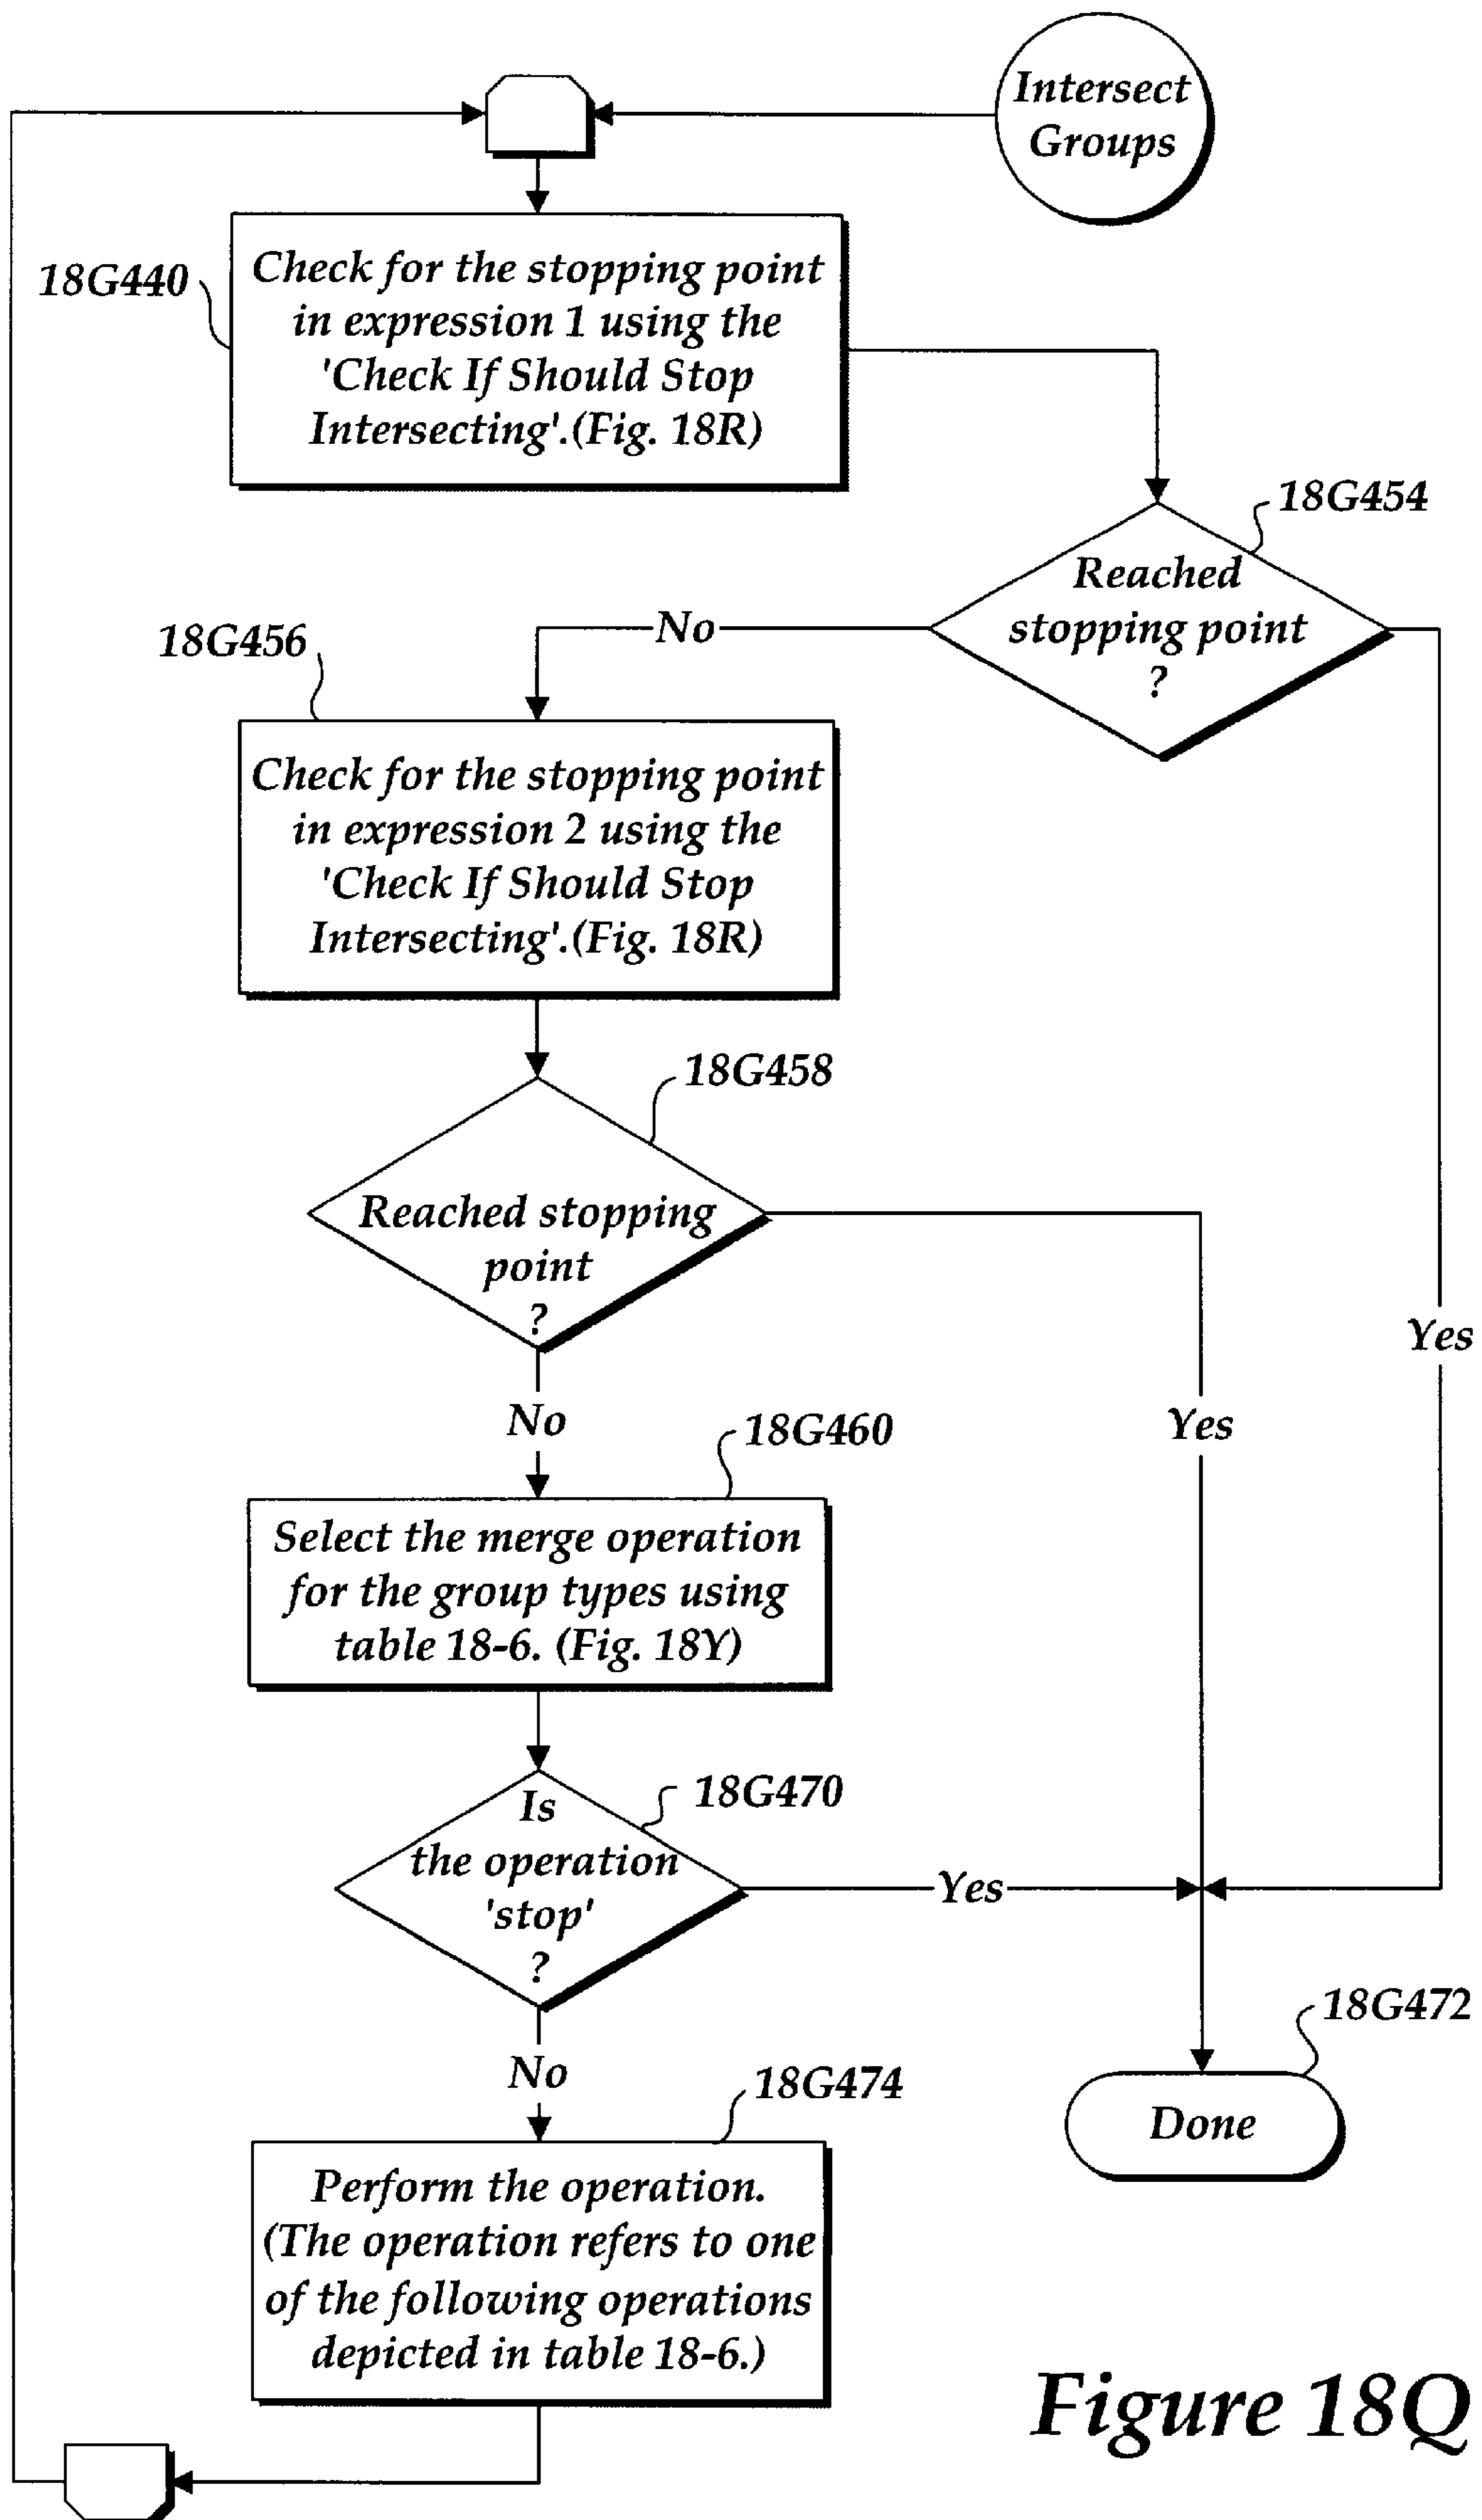 Intersect
Groups
18G440
Check for the stopping point
in expression 1 using the
'Check If Should Stop
Intersecting'.(Fig. 18R)
18G454
Reached
stopping point
?
No
18G456
Check for the stopping point
in expression 2 using the
'Check If Should Stop
Intersecting'.(Fig. 18R)
18G458
Reached stopping
point
?
Yes
Yes
No
18G460
Select the merge operation
for the group types using
table 18-6. (Fig. 18Y)
18G470
Is
the operation
'stop'
?
Yes
18G472
Done
No
18G474
Perform the operation.
(The operation refers to one
of the following operations
depicted in table 18-6.)
Figure 18Q